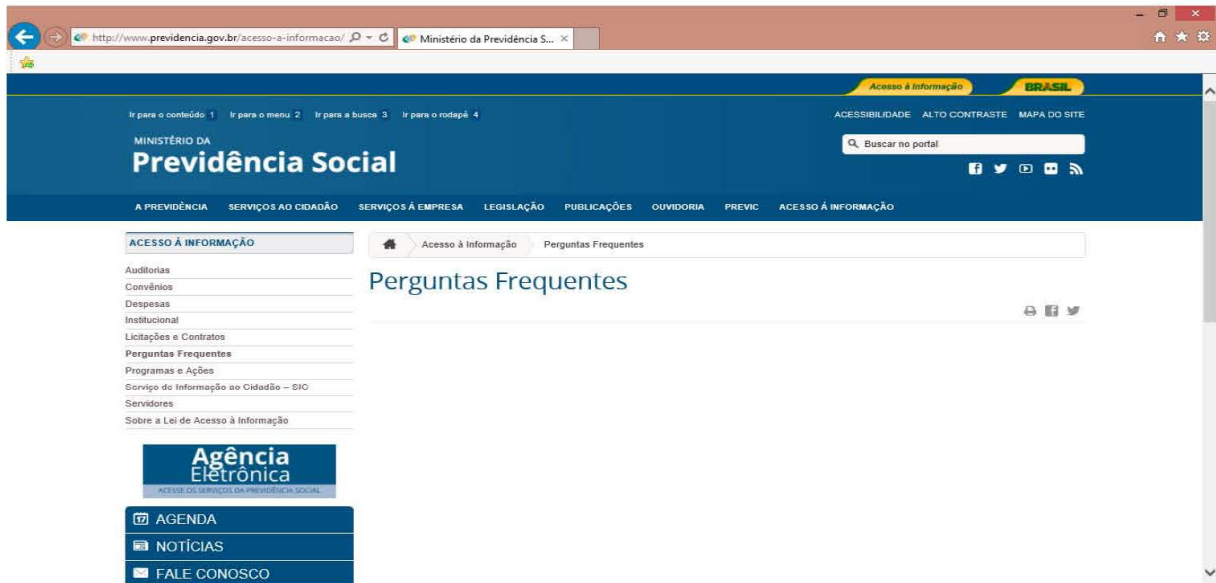 http://www.previdencia.gov.br/acesso-a-informacao/
Ministério da Previdência S...
Acesso à Informação
BRASIL
Ir para o conteúdo 1 Ir para o menu 2 Ir para a busca 3 Ir para o rodapé 4
ACESSIBILIDADE ALTO CONTRASTE MAPA DO SITE
MINISTÉRIO DA
Previdência Social
Buscar no portal
A PREVIDÊNCIA SERVIÇOS AO CIDADÃO SERVIÇOS À EMPRESA LEGISLAÇÃO PUBLICAÇÕES OUVIDORIA PREVIC ACESSO À INFORMAÇÃO
ACESSO À INFORMAÇÃO
Auditorias
Convênios
Despesas
Institucional
Licitações e Contratos
Perguntas Frequentes
Programas e Ações
Serviço de Informação ao Cidadão – SIC
Servidores
Sobre a Lei de Acesso à Informação
Acesso à Informação Perguntas Frequentes
Perguntas Frequentes
Agência
Eletrônica
ACESSE OS SERVIÇOS DA PREVIDÊNCIA SOCIAL
17 AGENDA
NOTÍCIAS
FALE CONOSCO